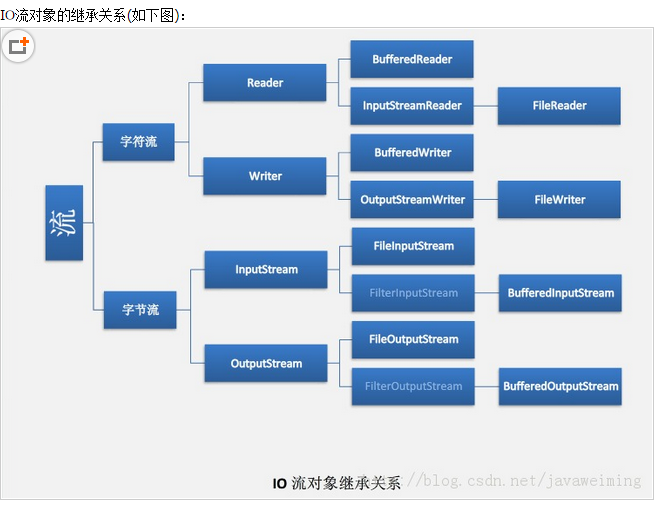 IO流对象的继承关系(如下图)：
BufferedReader
Reader
InputStreamReader
FileReader
字符流
BufferedWriter
Writer
OutputStreamWriter
FileWriter
流
FileInputStream
InputStream
FilterInputStream
BufferedInputStream
字节流
FileOutputStream
OutputStream
FilterOutputStream
BufferedOutputStream
IO 流对象继承关系
http://blog.csdn.net/javaweiming